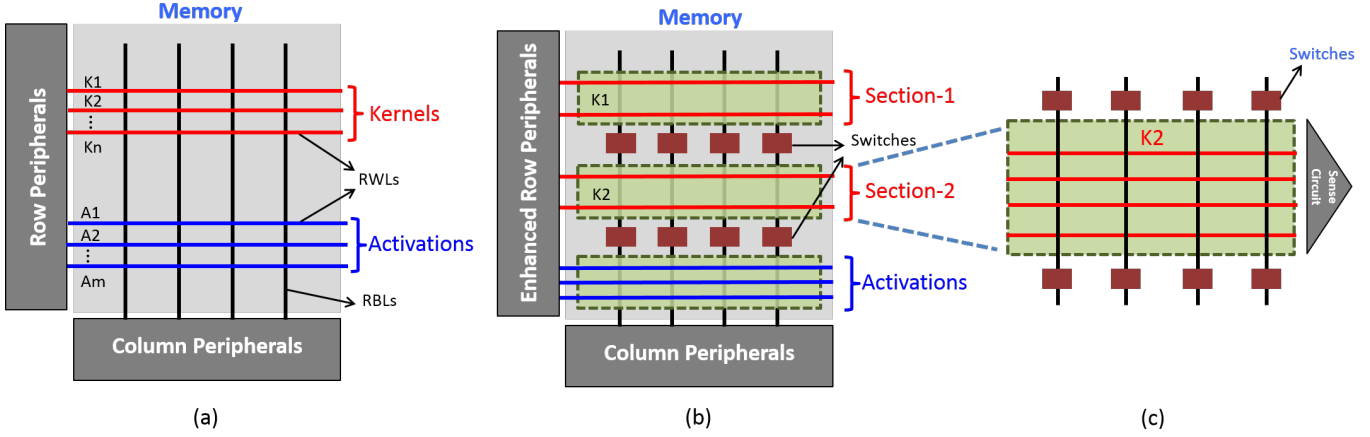 Memory
Row Peripherals
K1
K2
⋮
Kn
Kernels
RWLs
A1
A2
⋮
Am
Activations
RBLs
Column Peripherals
(a)
Memory
Enhanced Row Peripherals
K1
Section-1
Switches
K2
Section-2
Activations
Column Peripherals
(b)
Switches
K2
Sense
Circuit
(c)